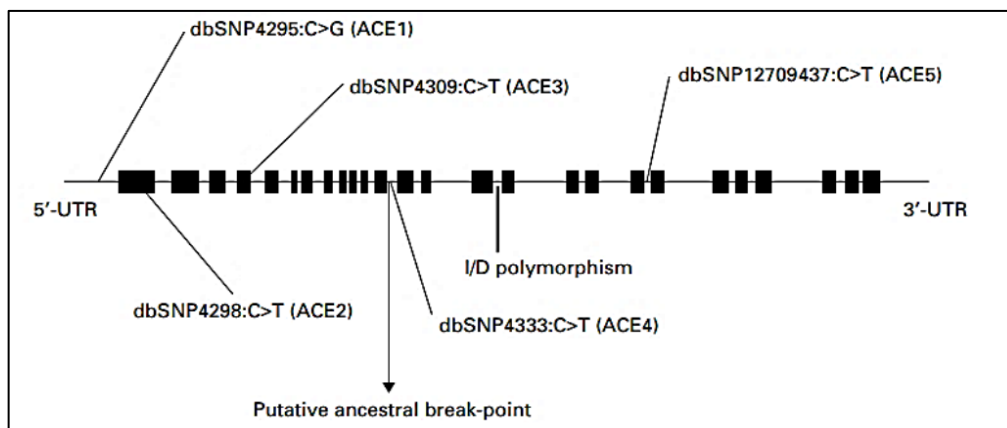 dbSNP4295:C>G (ACE1)
dbSNP12709437:C>T (ACE5)
dbSNP4309:C>T (ACE3)
5′-UTR
3′-UTR
I/D polymorphism
dbSNP4298:C>T (ACE2)
dbSNP4333:C>T (ACE4)
Putative ancestral break-point